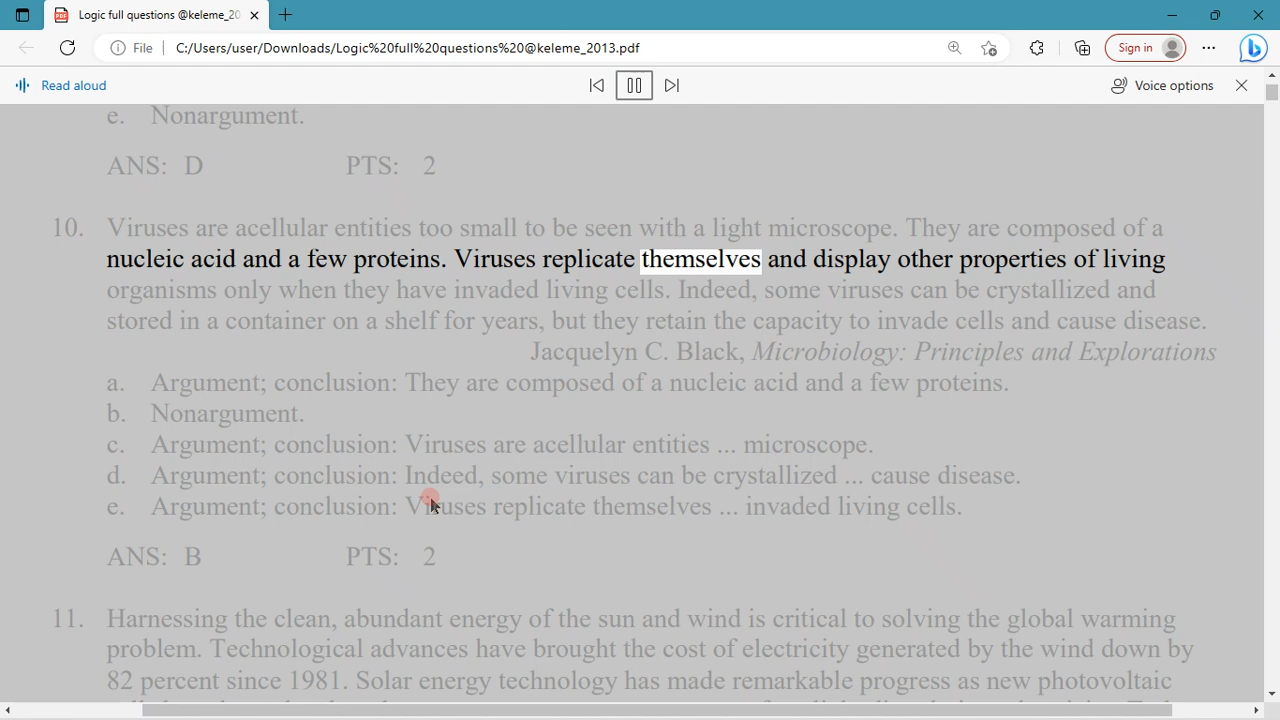 Logic full questions @keleme_20
File
C:/Users/user/Downloads/Logic%20full%20questions%20@keleme_2013.pdf
Sign in
Read aloud
Voice options
e. Nonargument.
ANS: D PTS: 2
10. Viruses are acellular entities too small to be seen with a light microscope. They are composed of a
nucleic acid and a few proteins. Viruses replicate themselves and display other properties of living
organisms only when they have invaded living cells. Indeed, some viruses can be crystallized and
stored in a container on a shelf for years, but they retain the capacity to invade cells and cause disease.
Jacquelyn C. Black, Microbiology: Principles and Explorations
a. Argument; conclusion: They are composed of a nucleic acid and a few proteins.
b. Nonargument.
c. Argument; conclusion: Viruses are acellular entities ... microscope.
d. Argument; conclusion: Indeed, some viruses can be crystallized ... cause disease.
e. Argument; conclusion: Viruses replicate themselves ... invaded living cells.
ANS: B PTS: 2
11. Harnessing the clean, abundant energy of the sun and wind is critical to solving the global warming
problem. Technological advances have brought the cost of electricity generated by the wind down by
82 percent since 1981. Solar energy technology has made remarkable progress as new photovoltaic